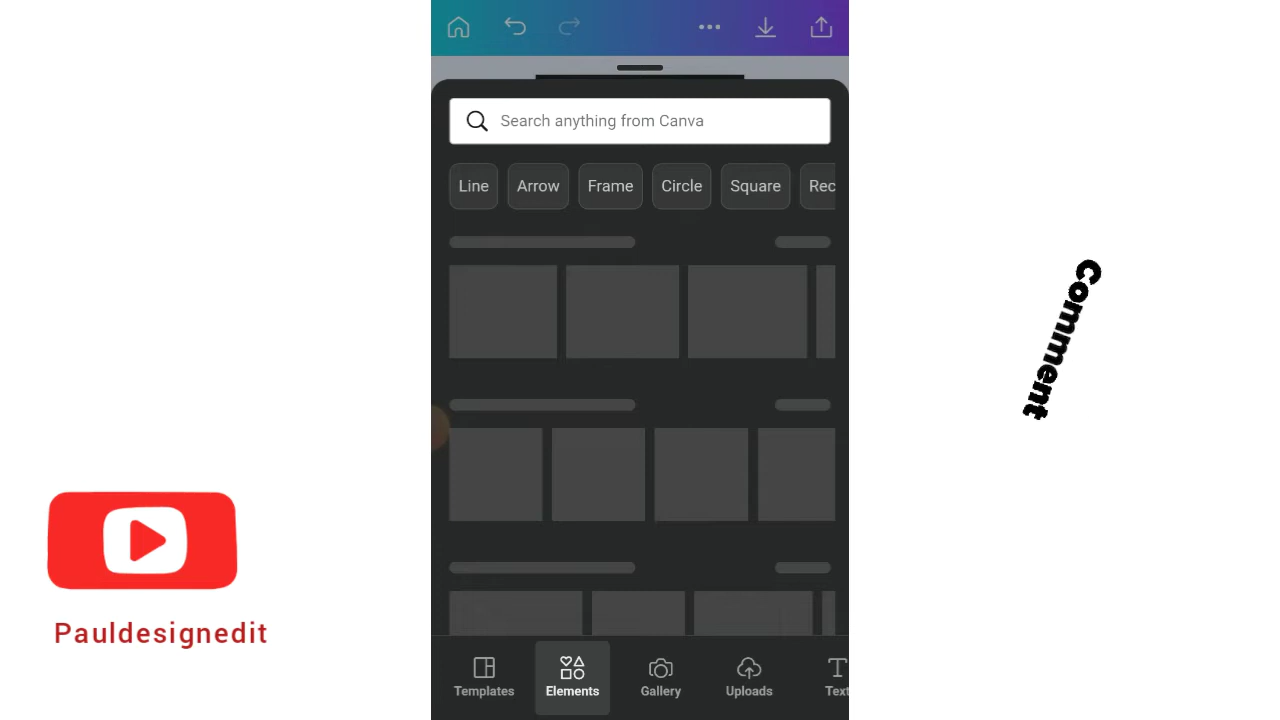 Search anything from Canva
Line Arrow Frame Circle Square Rec
Comment
Pauldesignedit
Templates Elements Gallery Uploads Text